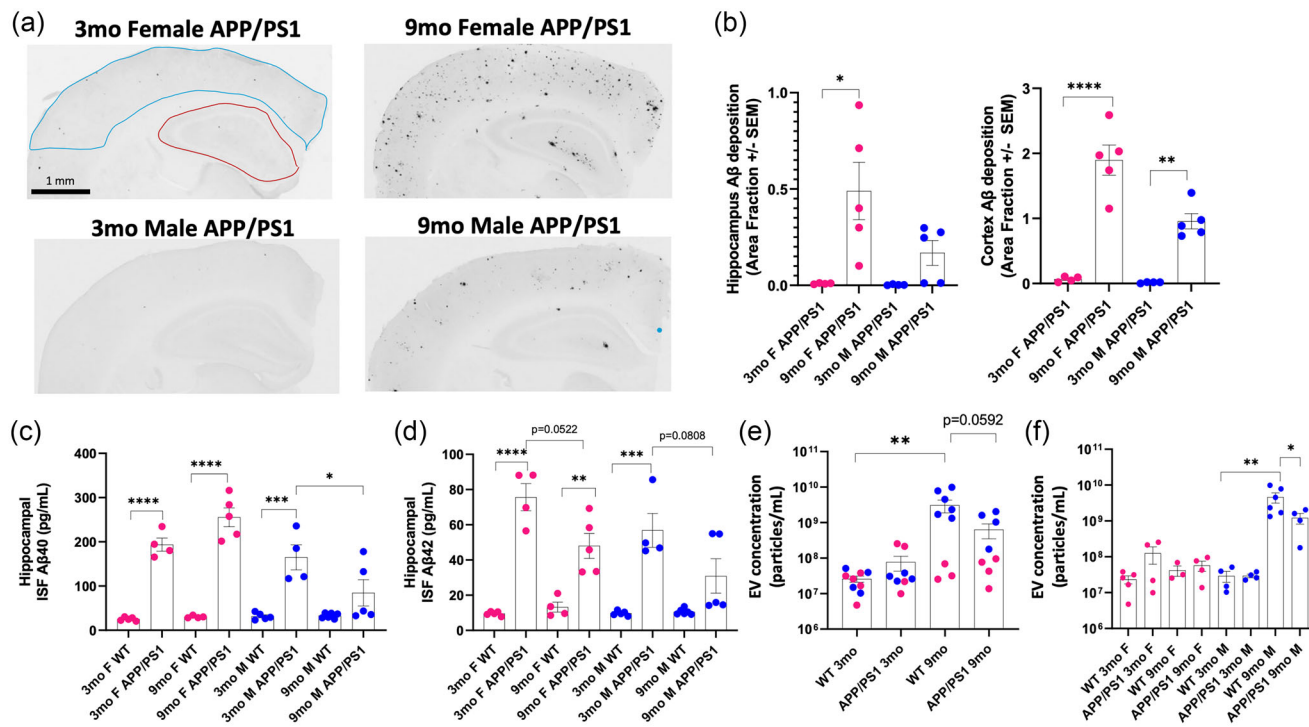 (a)
3mo Female APP/PS1
9mo Female APP/PS1
1 mm
3mo Male APP/PS1
9mo Male APP/PS1
(b)
Hippocampus Aβ deposition
(Area Fraction +/- SEM)
1.0
0.5
0.0
*
3mo F APP/PS1
9mo F APP/PS1
3mo M APP/PS1
9mo M APP/PS1
Cortex Aβ deposition
(Area Fraction +/- SEM)
3
2
1
0
****
**
3mo F APP/PS1
9mo F APP/PS1
3mo M APP/PS1
9mo M APP/PS1
(c)
Hippocampal
ISF Aβ40 (pg/mL)
400
300
200
100
0
****
****
***
*
3mo F WT
3mo F APP/PS1
9mo F WT
9mo F APP/PS1
3mo M WT
3mo M APP/PS1
9mo M WT
9mo M APP/PS1
(d)
Hippocampal
ISF Aβ42 (pg/mL)
100
80
60
40
20
0
****
p=0.0522
**
***
p=0.0808
3mo F WT
3mo F APP/PS1
9mo F WT
9mo F APP/PS1
3mo M WT
3mo M APP/PS1
9mo M WT
9mo M APP/PS1
(e)
EV concentration
(particles/mL)
10¹¹
10¹⁰
10⁹
10⁸
10⁷
10⁶
**
p=0.0592
WT 3mo
APP/PS1 3mo
WT 9mo
APP/PS1 9mo
(f)
EV concentration
(particles/mL)
10¹¹
10¹⁰
10⁹
10⁸
10⁷
10⁶
**
*
WT 3mo F
APP/PS1 3mo F
WT 9mo F
APP/PS1 9mo F
WT 3mo M
APP/PS1 3mo M
WT 9mo M
APP/PS1 9mo M